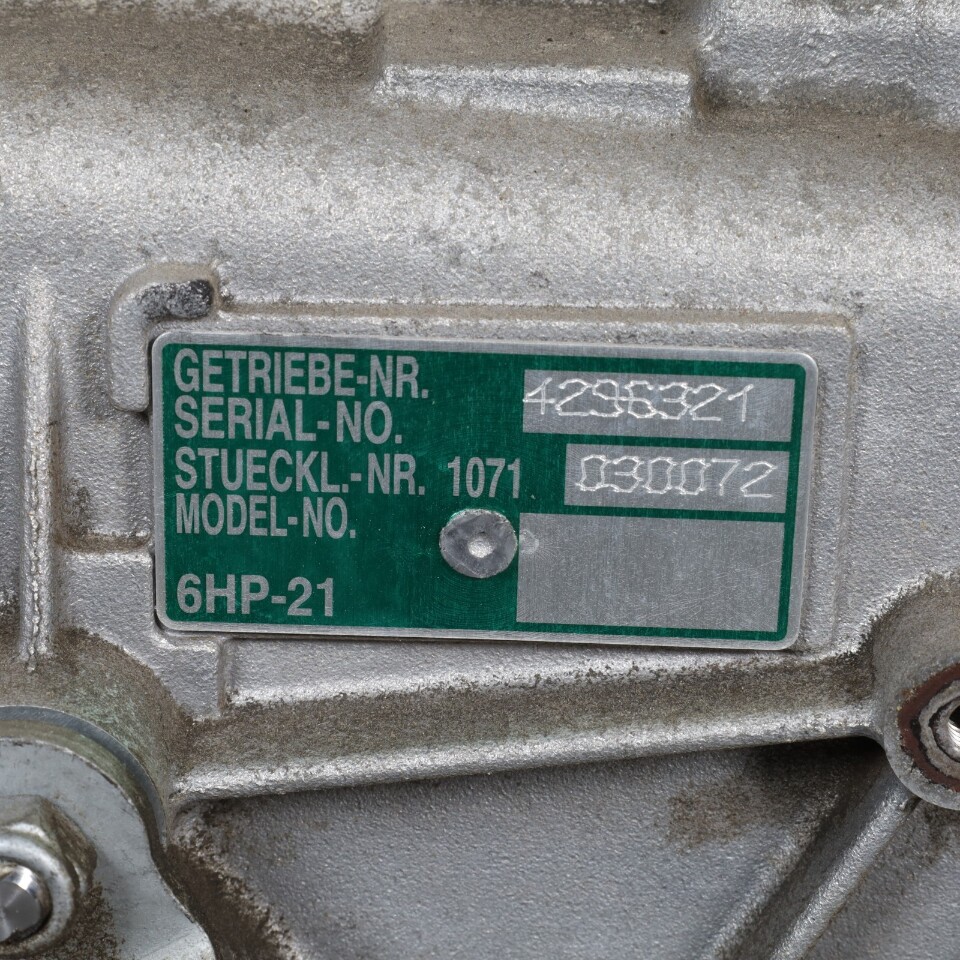 GETRIEBE-NR. 4296321
SERIAL-NO.
STUECKL.-NR. 1071 030072
MODEL-NO.
6HP-21